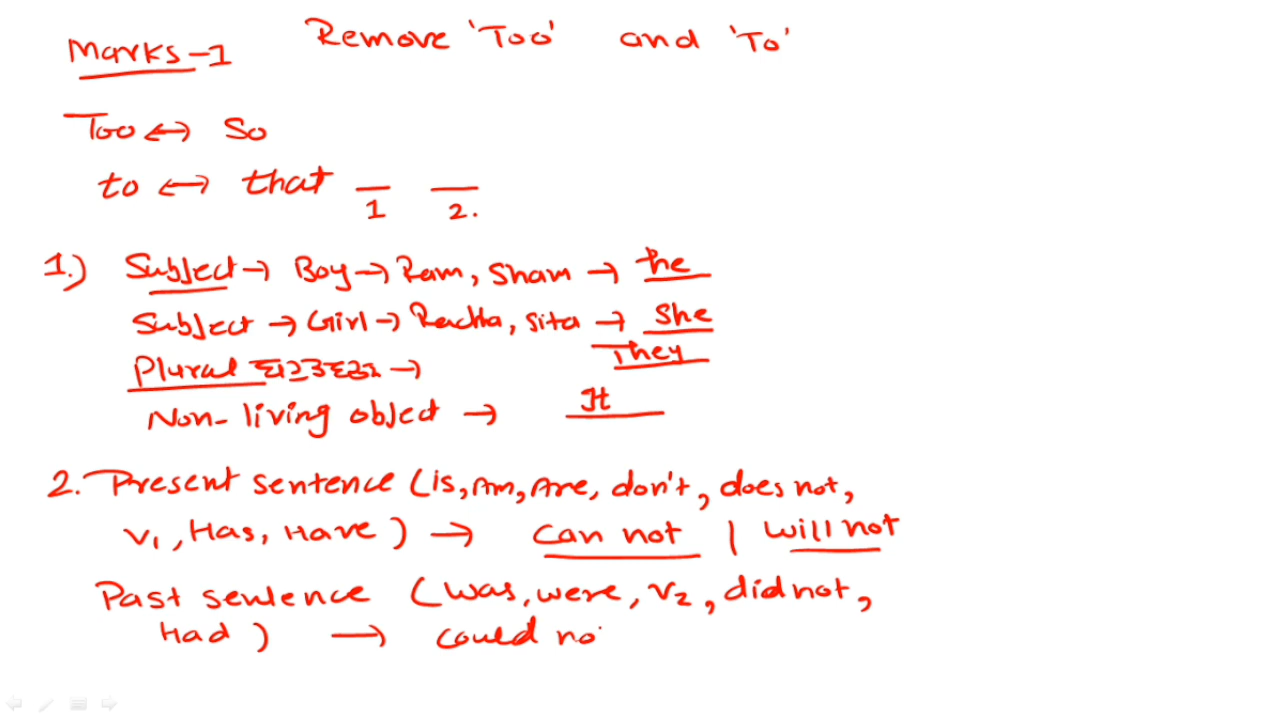 Remove 'Too' and 'To'
Marks-1
Too ↔ So
to ↔ that _ _
1 2.
1.) Subject → Boy → Ram, Sham → he
Subject → Girl → Radha, Sita → She
Plural → They
Non-living object → It
2. Present sentence (is, Am, Are, don't, does not,
V1, Has, Have) → can not | will not
Past sentence (was, were, V2, did not,
Had) → could no